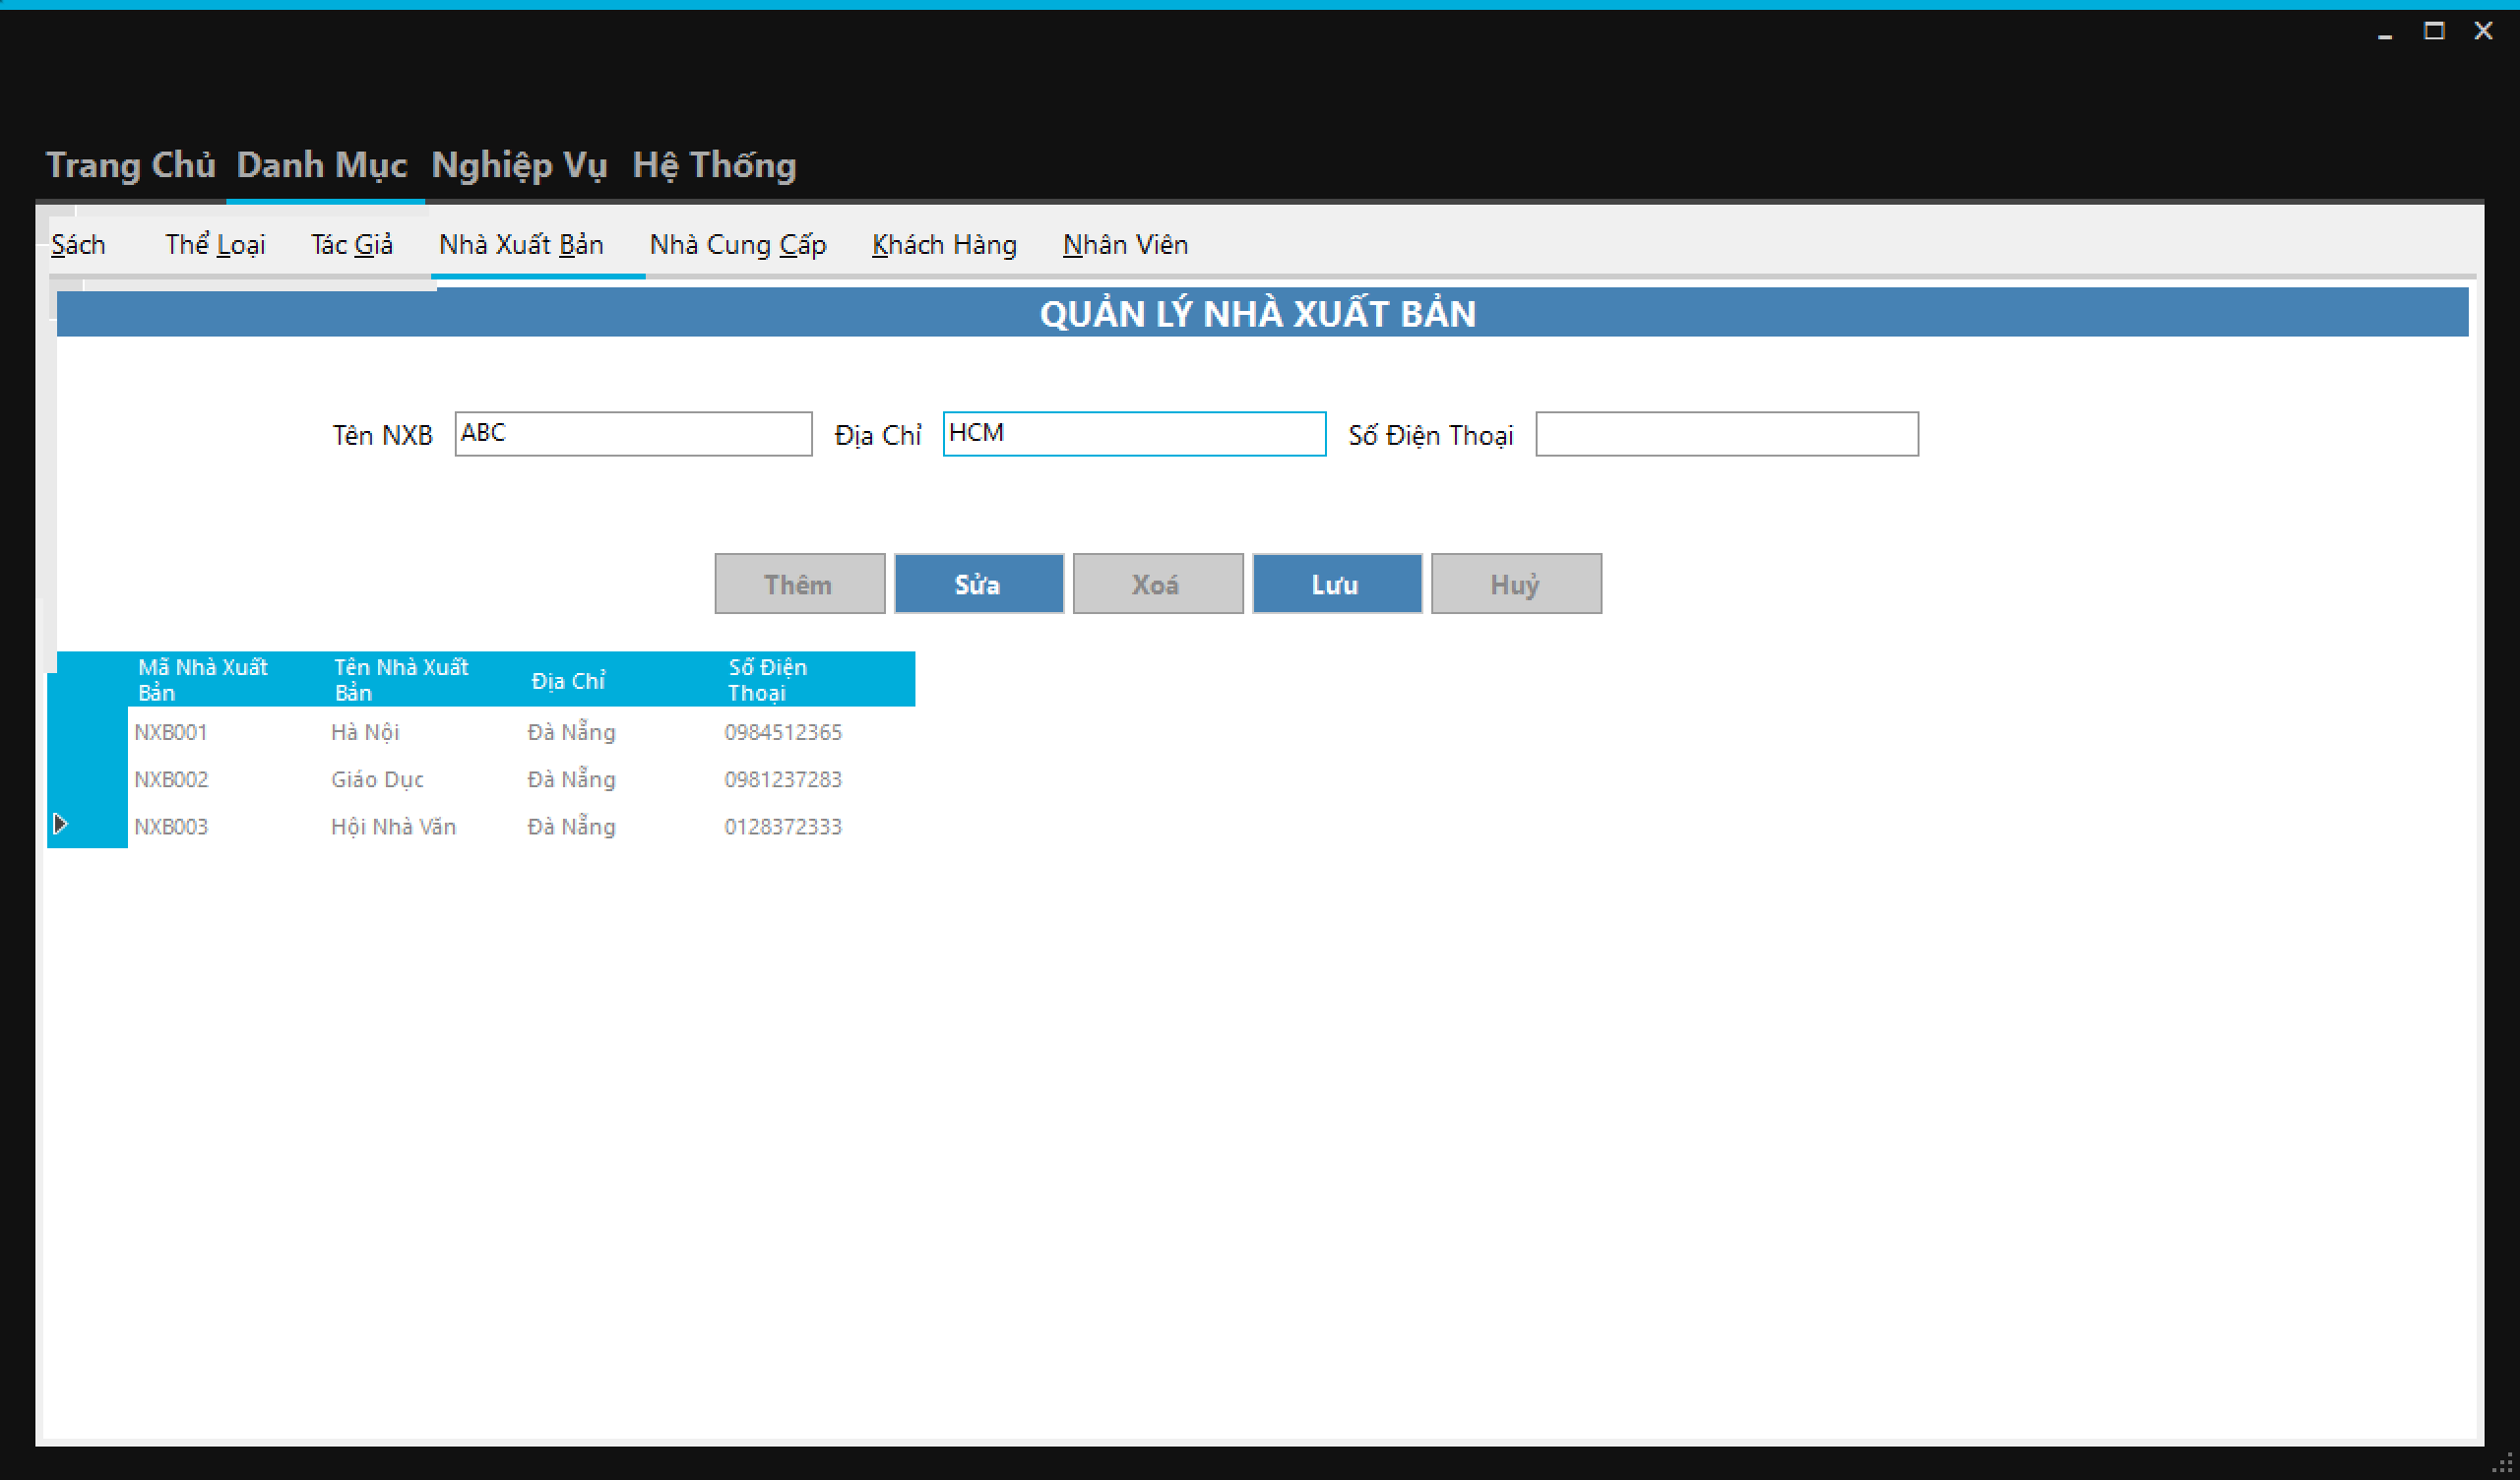 Trang Chủ Danh Mục Nghiệp Vụ Hệ Thống
Sách Thể Loại Tác Giả Nhà Xuất Bản Nhà Cung Cấp Khách Hàng Nhân Viên
QUẢN LÝ NHÀ XUẤT BẢN
Tên NXB ABC Địa Chỉ HCM Số Điện Thoại
Thêm Sửa Xoá Lưu Huỷ
Mã Nhà Xuất Bản Tên Nhà Xuất Bản Địa Chỉ Số Điện Thoại
NXB001 Hà Nội Đà Nẵng 0984512365
NXB002 Giáo Dục Đà Nẵng 0981237283
NXB003 Hội Nhà Văn Đà Nẵng 0128372333